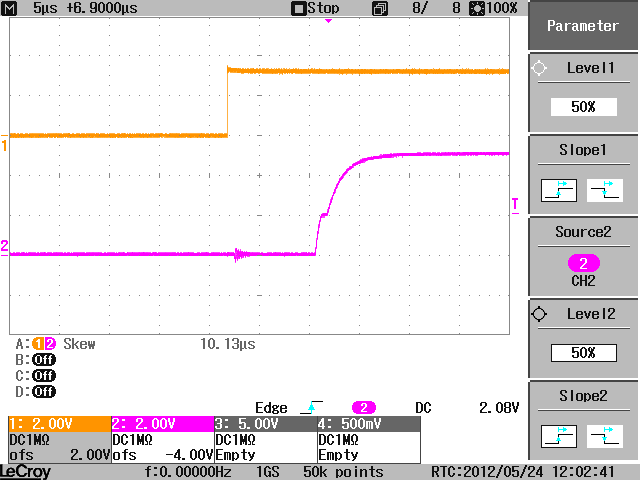 M 5µs +6.9000µs Stop 8/ 8 100%
Parameter
Level1
50%
Slope1
Source2
2
CH2
Level2
50%
Slope2
1
2
T
A: 1 2 Skew 10.13µs
B: Off
C: Off
D: Off
Edge 2 DC 2.08V
1: 2.00V 2: 2.00V 3: 5.00V 4: 500mV
DC1MΩ DC1MΩ DC1MΩ DC1MΩ
ofs 2.00V ofs -4.00V Empty Empty
LeCroy f:0.00000Hz 1GS 50k points RTC:2012/05/24 12:02:41